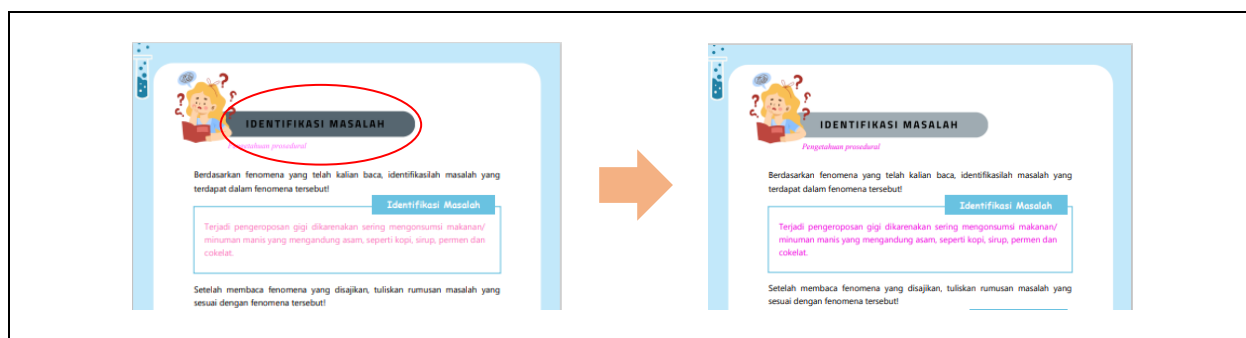 IDENTIFIKASI MASALAH
Pengetahuan prosedural
Berdasarkan fenomena yang telah kalian baca, identifikasilah masalah yang
terdapat dalam fenomena tersebut!
Identifikasi Masalah
Terjadi pengeroposan gigi dikarenakan sering mengonsumsi makanan/
minuman manis yang mengandung asam, seperti kopi, sirup, permen dan
cokelat.
Setelah membaca fenomena yang disajikan, tuliskan rumusan masalah yang
sesuai dengan fenomena tersebut!
IDENTIFIKASI MASALAH
Pengetahuan prosedural
Berdasarkan fenomena yang telah kalian baca, identifikasilah masalah yang
terdapat dalam fenomena tersebut!
Identifikasi Masalah
Terjadi pengeroposan gigi dikarenakan sering mengonsumsi makanan/
minuman manis yang mengandung asam, seperti kopi, sirup, permen dan
cokelat.
Setelah membaca fenomena yang disajikan, tuliskan rumusan masalah yang
sesuai dengan fenomena tersebut!